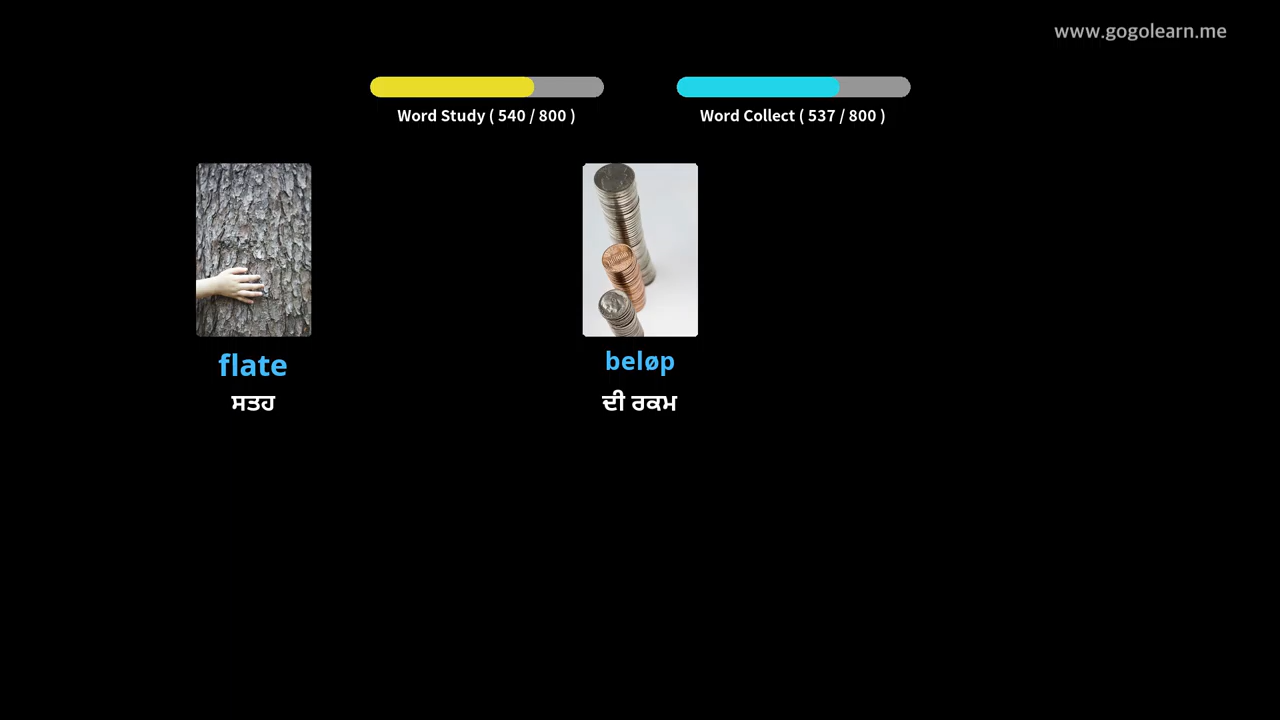 www.gogolearn.me
Word Study ( 540 / 800 )
Word Collect ( 537 / 800 )
flate
ਸਤਹ
beløp
ਦੀ ਰਕਮ